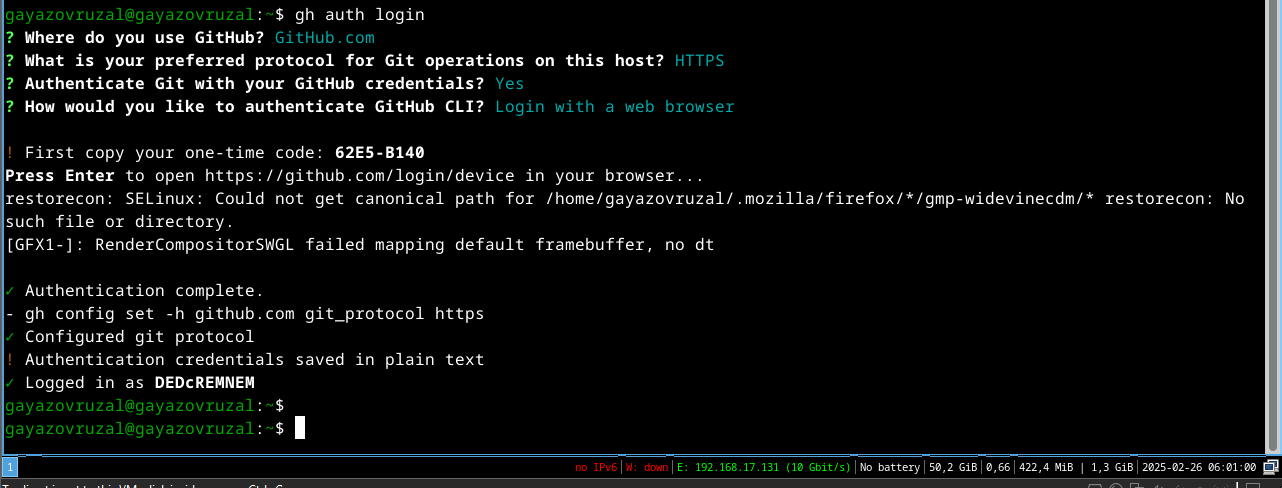 gayazovruzal@gayazovruzal:~$ gh auth login
? Where do you use GitHub? GitHub.com
? What is your preferred protocol for Git operations on this host? HTTPS
? Authenticate Git with your GitHub credentials? Yes
? How would you like to authenticate GitHub CLI? Login with a web browser
! First copy your one-time code: 62E5-B140
Press Enter to open https://github.com/login/device in your browser...
restorecon: SELinux: Could not get canonical path for /home/gayazovruzal/.mozilla/firefox/*/gmp-widevinecdm/* restorecon: No
such file or directory.
[GFX1-]: RenderCompositorSWGL failed mapping default framebuffer, no dt
✓ Authentication complete.
- gh config set -h github.com git_protocol https
✓ Configured git protocol
! Authentication credentials saved in plain text
✓ Logged in as DEDcREMNEM
gayazovruzal@gayazovruzal:~$
gayazovruzal@gayazovruzal:~$
1 no IPv6|W: down|E: 192.168.17.131 (10 Gbit/s)|No battery|50,2 GiB|0,66|422,4 MiB | 1,3 GiB|2025-02-26 06:01:00